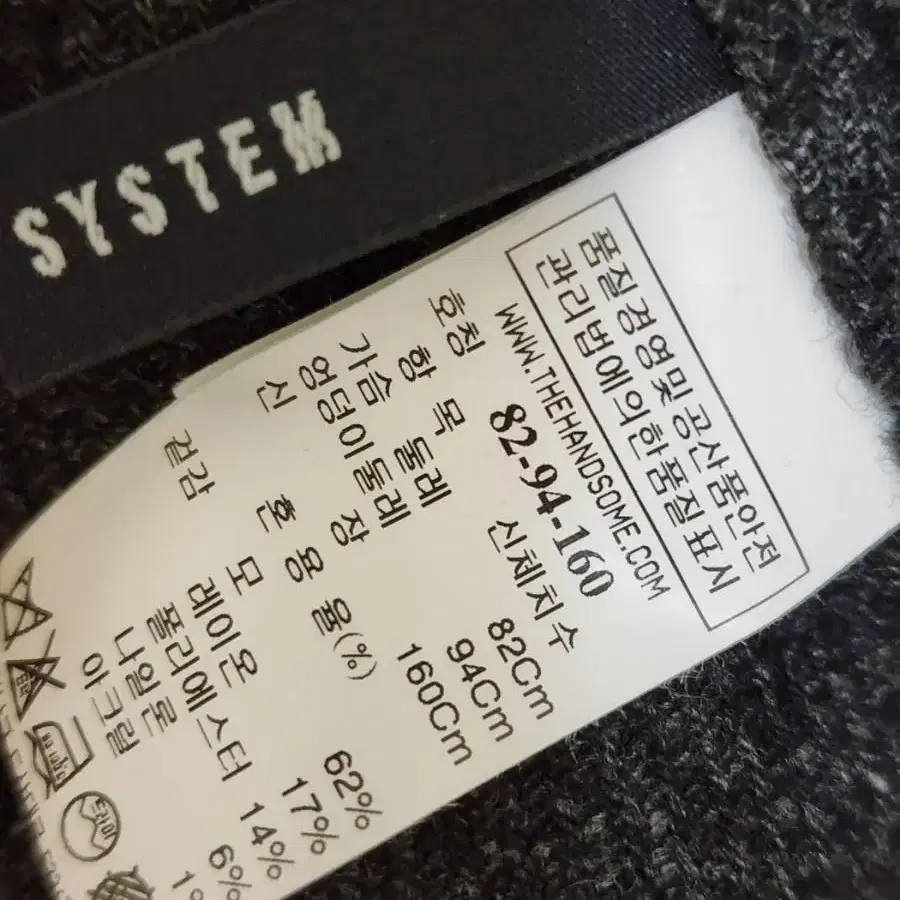 SYSTEM
품질경영및 공산품안전
관리법에의한품질 표시
WWW.THEHANDSOME.COM
82-94-160
호칭
항 목 신체치수
가슴둘레 82Cm
엉덩이둘레 94Cm
신 장 160Cm
혼 용 율(%)
겉감 모 62%
레이온 17%
폴리에스터 14%
나일론 6%
아크릴
드라이